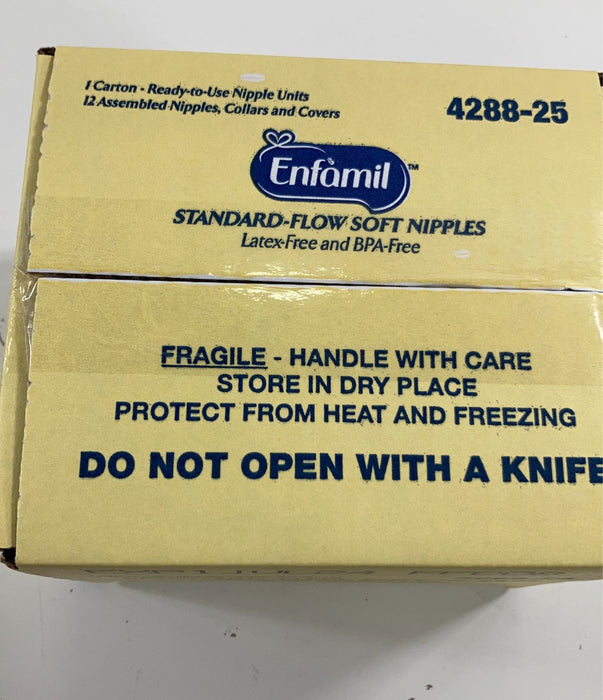 1 Carton - Ready-to-Use Nipple Units
12 Assembled Nipples, Collars and Covers
4288-25
Enfamil™
STANDARD-FLOW SOFT NIPPLES
Latex-Free and BPA-Free
FRAGILE - HANDLE WITH CARE
STORE IN DRY PLACE
PROTECT FROM HEAT AND FREEZING
DO NOT OPEN WITH A KNIFE